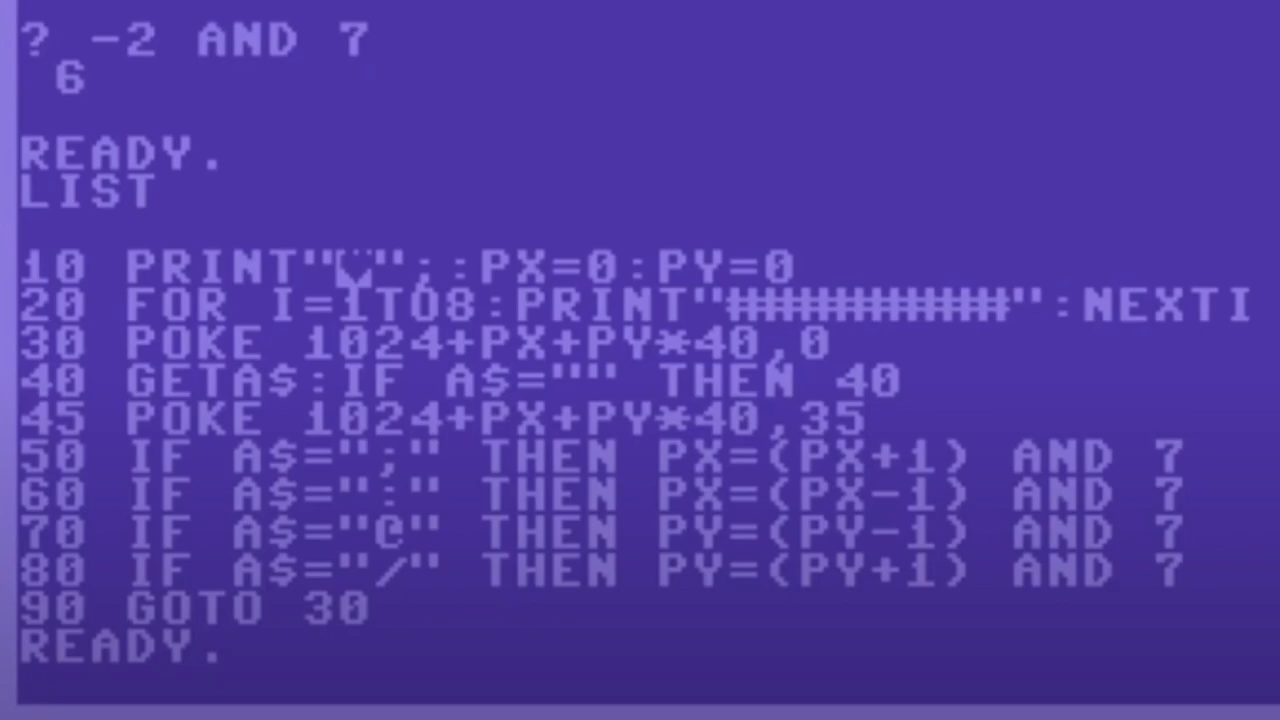 ? -2 AND 7
 6
READY.
LIST
10 PRINT"♥";:PX=0:PY=0
20 FOR I=1TO8:PRINT"########":NEXTI
30 POKE 1024+PX+PY*40,0
40 GETA$:IF A$="" THEN 40
45 POKE 1024+PX+PY*40,35
50 IF A$=";" THEN PX=(PX+1) AND 7
60 IF A$=":" THEN PX=(PX-1) AND 7
70 IF A$="@" THEN PY=(PY-1) AND 7
80 IF A$="/" THEN PY=(PY+1) AND 7
90 GOTO 30
READY.